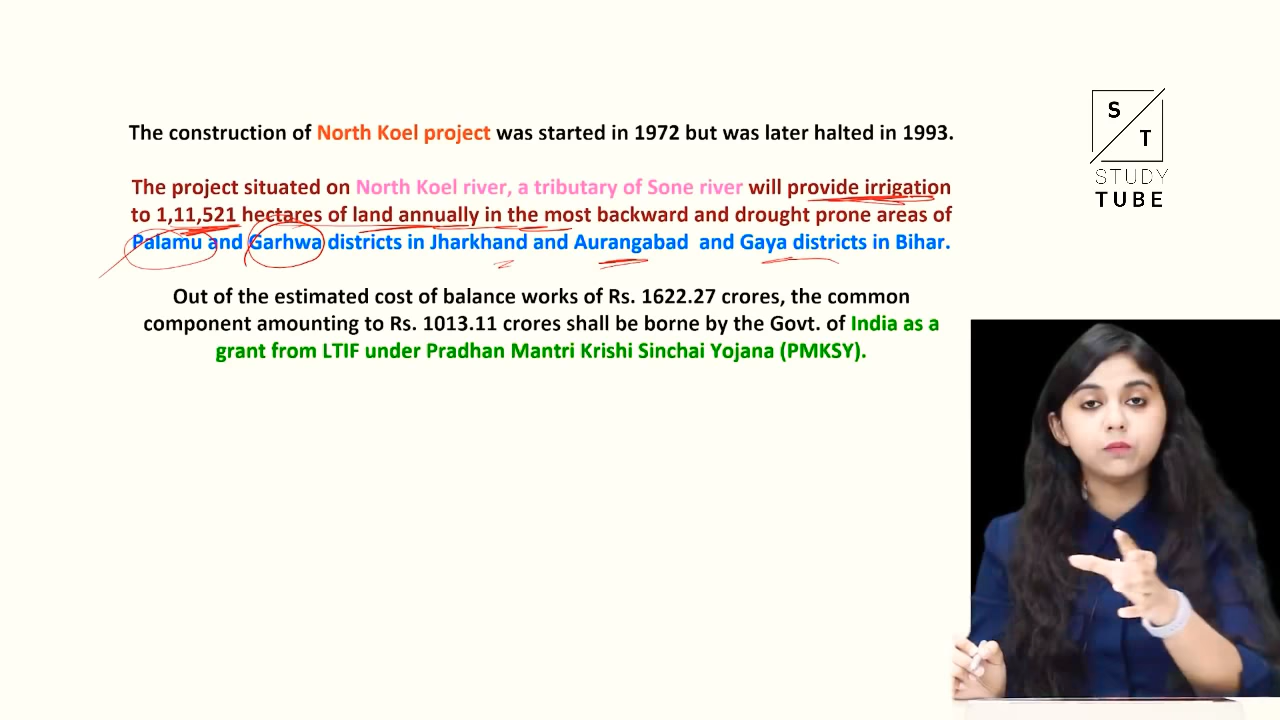 The construction of North Koel project was started in 1972 but was later halted in 1993.
The project situated on North Koel river, a tributary of Sone river will provide irrigation
to 1,11,521 hectares of land annually in the most backward and drought prone areas of
Palamu and Garhwa districts in Jharkhand and Aurangabad and Gaya districts in Bihar.
Out of the estimated cost of balance works of Rs. 1622.27 crores, the common
component amounting to Rs. 1013.11 crores shall be borne by the Govt. of India as a
grant from LTIF under Pradhan Mantri Krishi Sinchai Yojana (PMKSY).
S
T
STUDY
TUBE